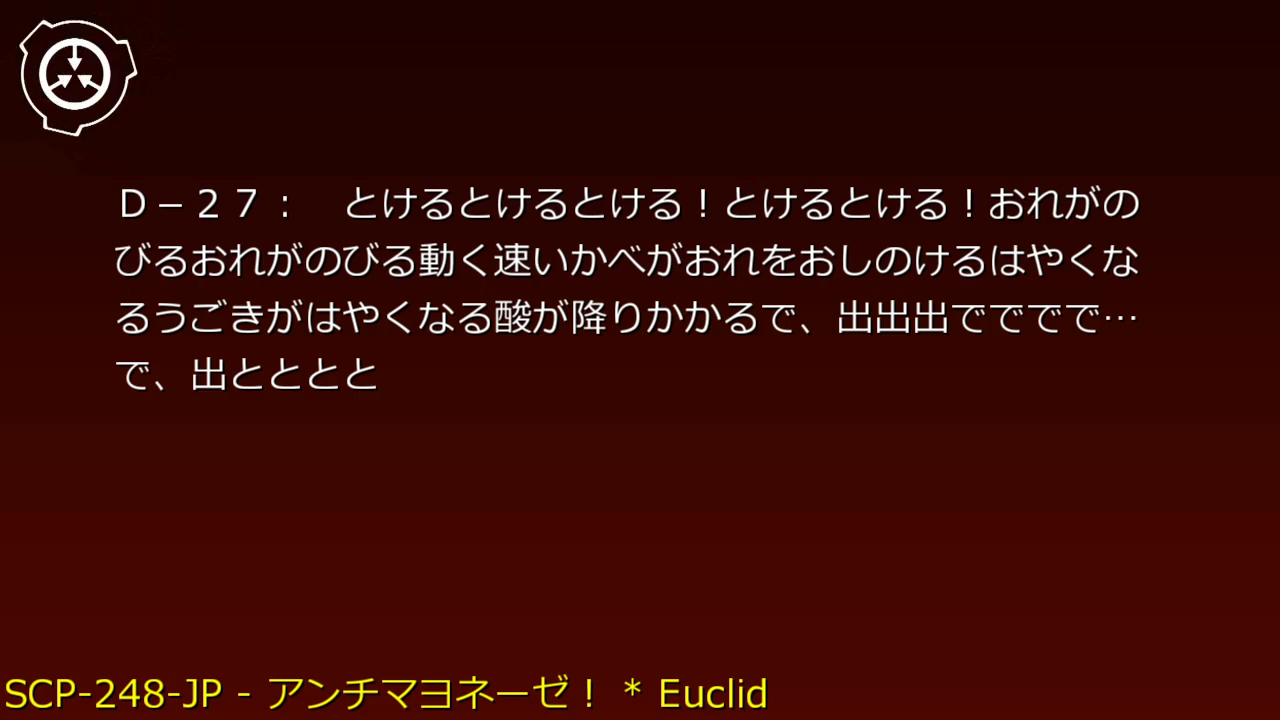 Ｄ－２７：　とけるとけるとける！とけるとける！おれがの
びるおれがのびる動く速いかべがおれをおしのけるはやくな
るうごきがはやくなる酸が降りかかるで、出出出でででで…
で、出とととと
SCP-248-JP - アンチマヨネーゼ！ * Euclid